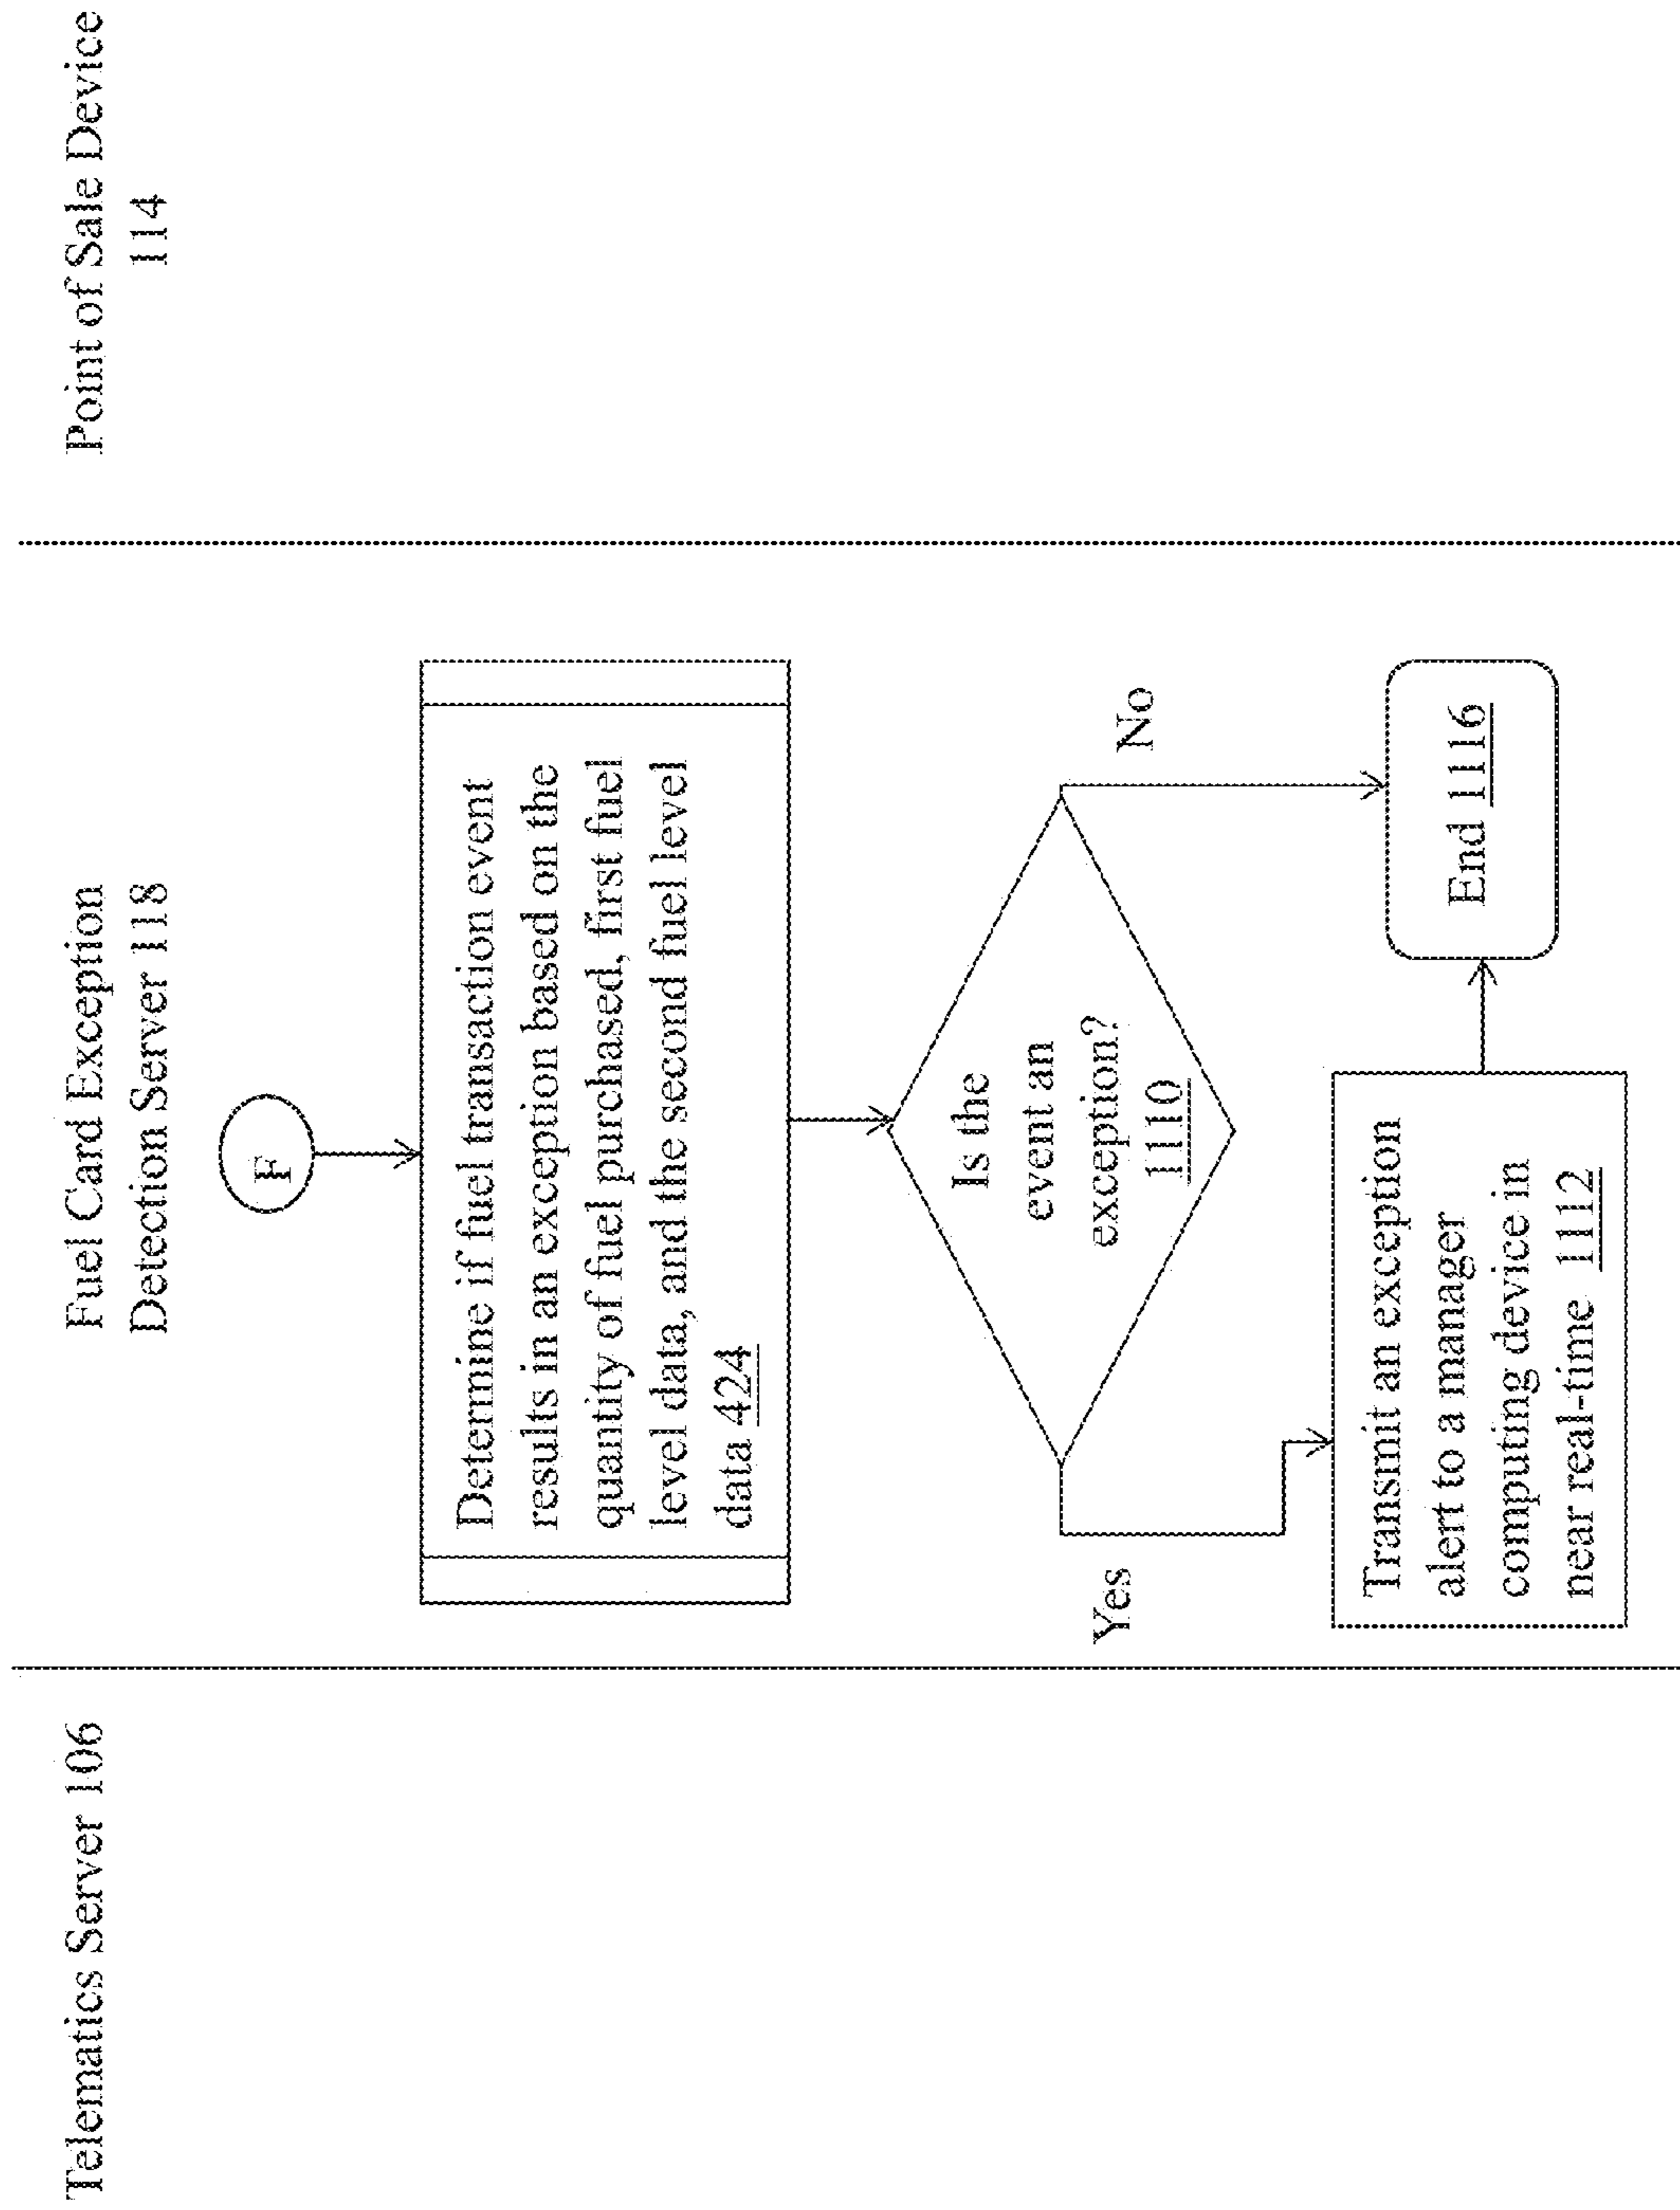 Telematics Server 106
Fuel Card Exception
Detection Server 118
Point of Sale Device
114
F
Determine if fuel transaction event
results in an exception based on the
quantity of fuel purchased, first fuel
level data, and the second fuel level
data 424
Is the
event an
exception?
1110
Yes
No
Transmit an exception
alert to a manager
computing device in
near real-time 1112
End 1116